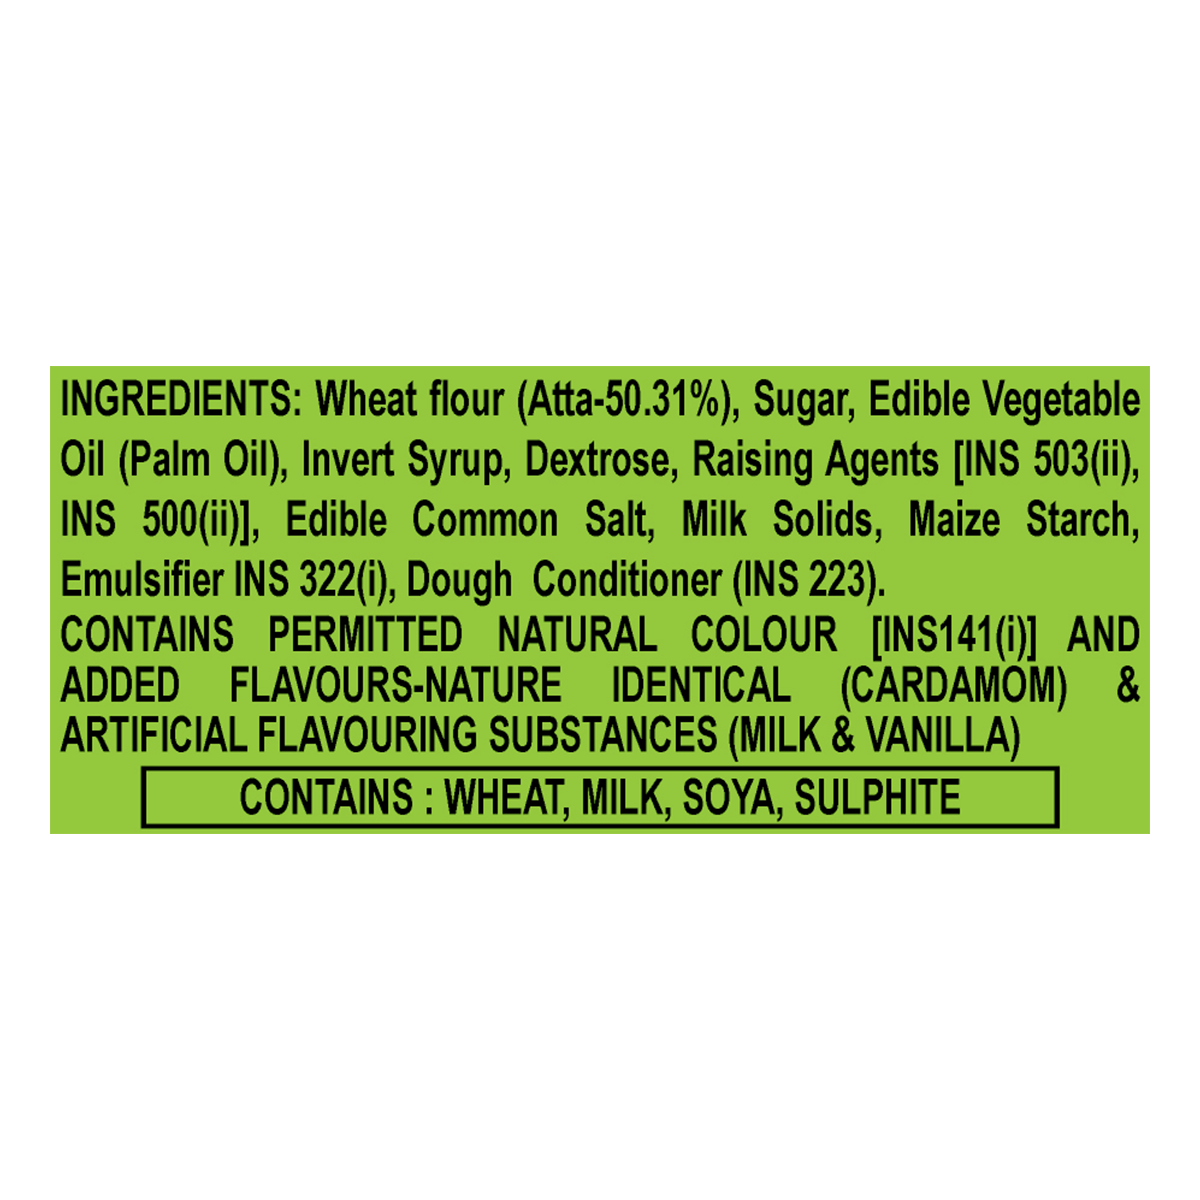 INGREDIENTS: Wheat flour (Atta-50.31%), Sugar, Edible Vegetable
Oil (Palm Oil), Invert Syrup, Dextrose, Raising Agents [INS 503(ii),
INS 500(ii)], Edible Common Salt, Milk Solids, Maize Starch,
Emulsifier INS 322(i), Dough Conditioner (INS 223).
CONTAINS PERMITTED NATURAL COLOUR [INS141(i)] AND
ADDED FLAVOURS-NATURE IDENTICAL (CARDAMOM) &
ARTIFICIAL FLAVOURING SUBSTANCES (MILK & VANILLA)
CONTAINS : WHEAT, MILK, SOYA, SULPHITE